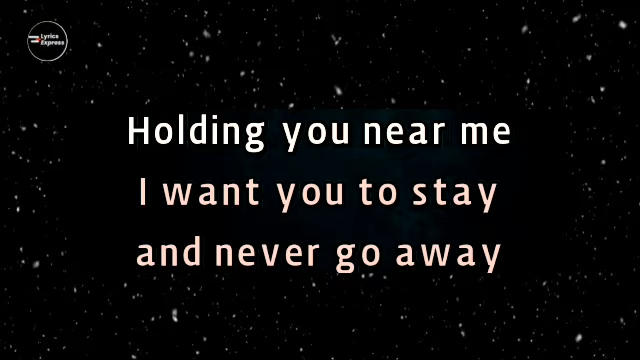 Lyrics
Express
Holding you near me
I want you to stay
and never go away